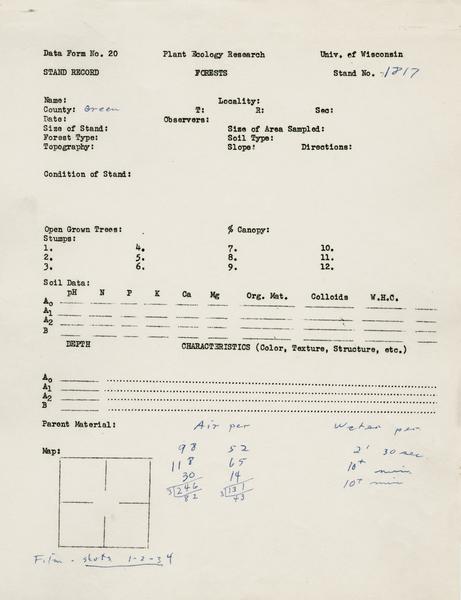 Data Form No. 20 Plant Ecology Research Univ. of Wisconsin
STAND RECORD FORESTS Stand No. 1817
Name: Locality:
County: Green T: R: Sec:
Date: Observers:
Size of Stand: Size of Area Sampled:
Forest Type: Soil Type:
Topography: Slope: Directions:
Condition of Stand:
Open Grown Trees: % Canopy:
Stumps:
1. 4. 7. 10.
2. 5. 8. 11.
3. 6. 9. 12.
Soil Data:
pH N P K Ca Mg Org. Mat. Colloids W.H.C.
A0
A1
A2
B
DEPTH CHARACTERISTICS (Color, Texture, Structure, etc.)
A0
A1
A2
B
Parent Material: Air per Water per
98 52 2' 30 sec
118 65 10+ min
30 14 10+ min
3 246 3 131
82 43
Map:
Film - shots 1-2-3 4